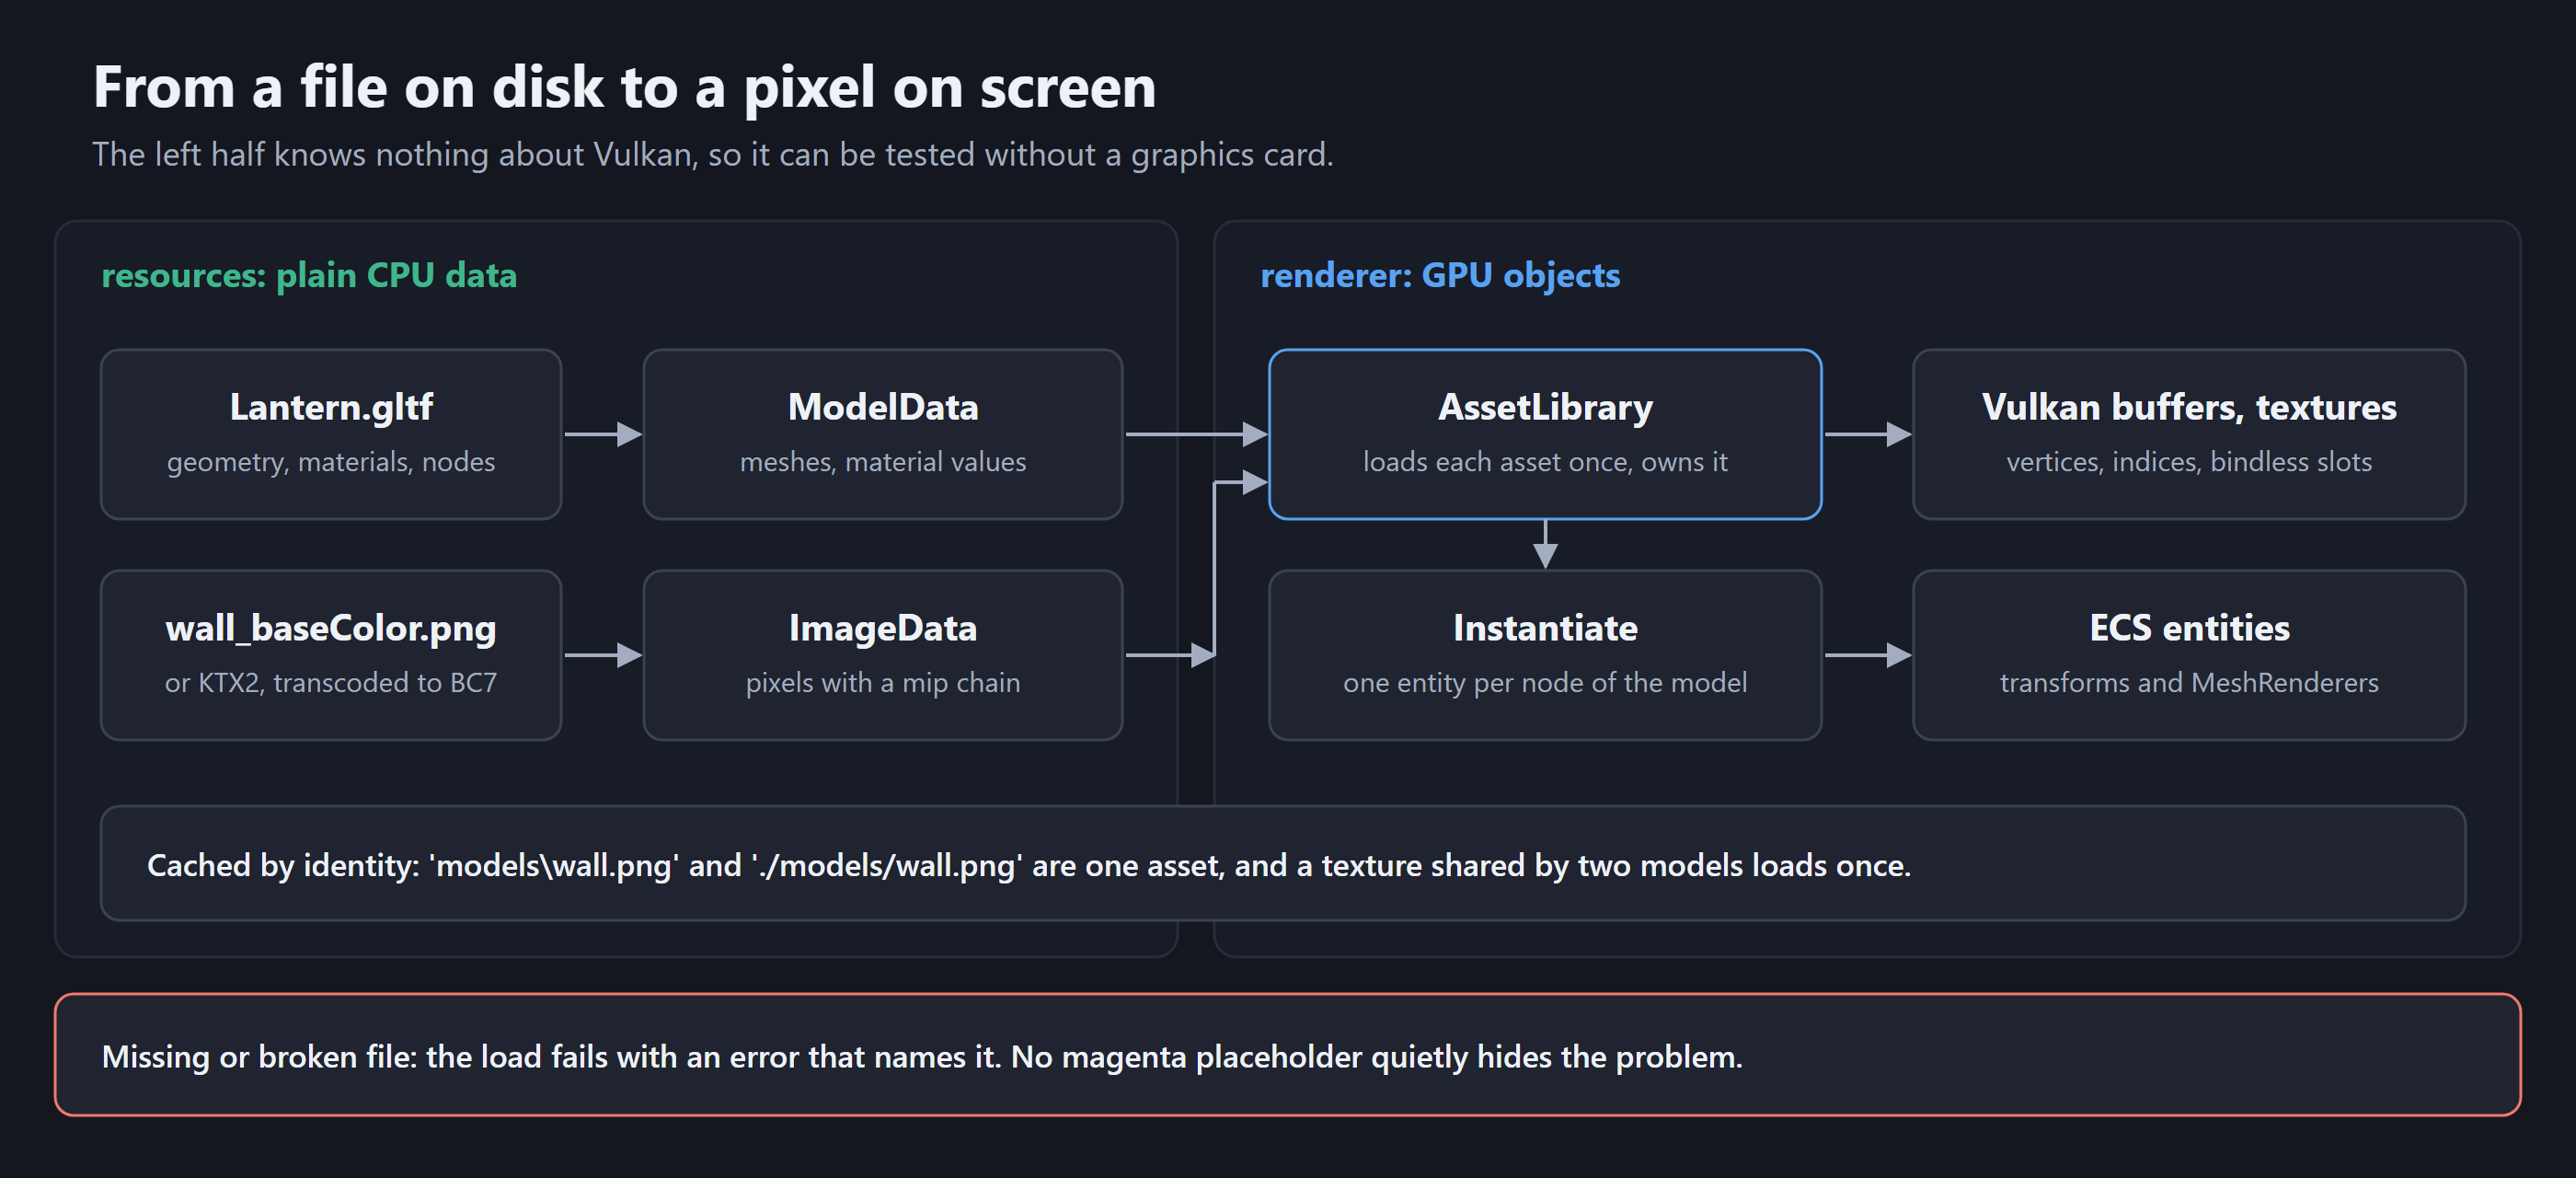 From a file on disk to a pixel on screen
The left half knows nothing about Vulkan, so it can be tested without a graphics card.
resources: plain CPU data
Lantern.gltf
geometry, materials, nodes
ModelData
meshes, material values
wall_baseColor.png
or KTX2, transcoded to BC7
ImageData
pixels with a mip chain
renderer: GPU objects
AssetLibrary
loads each asset once, owns it
Vulkan buffers, textures
vertices, indices, bindless slots
Instantiate
one entity per node of the model
ECS entities
transforms and MeshRenderers
Cached by identity: 'models\wall.png' and './models/wall.png' are one asset, and a texture shared by two models loads once.
Missing or broken file: the load fails with an error that names it. No magenta placeholder quietly hides the problem.